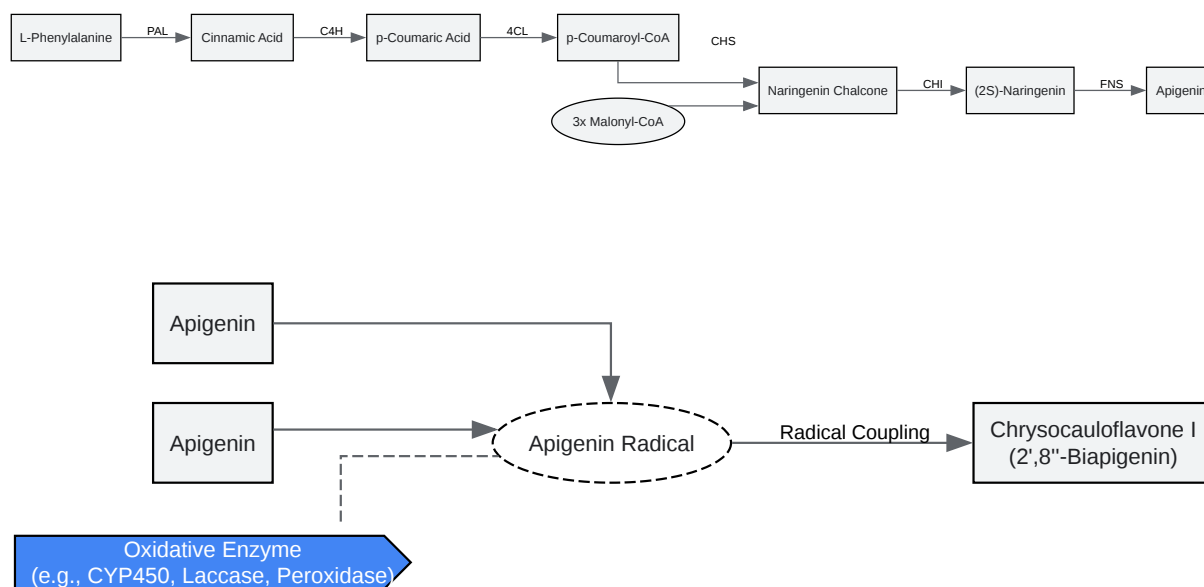 L-Phenylalanine
PAL
Cinnamic Acid
C4H
p-Coumaric Acid
4CL
p-Coumaroyl-CoA
CHS
3x Malonyl-CoA
Naringenin Chalcone
CHI
(2S)-Naringenin
FNS
Apigenin
Apigenin
Apigenin
Apigenin Radical
Radical Coupling
Chrysocauloflavone I
(2',8''-Biapigenin)
Oxidative Enzyme
(e.g., CYP450, Laccase, Peroxidase)